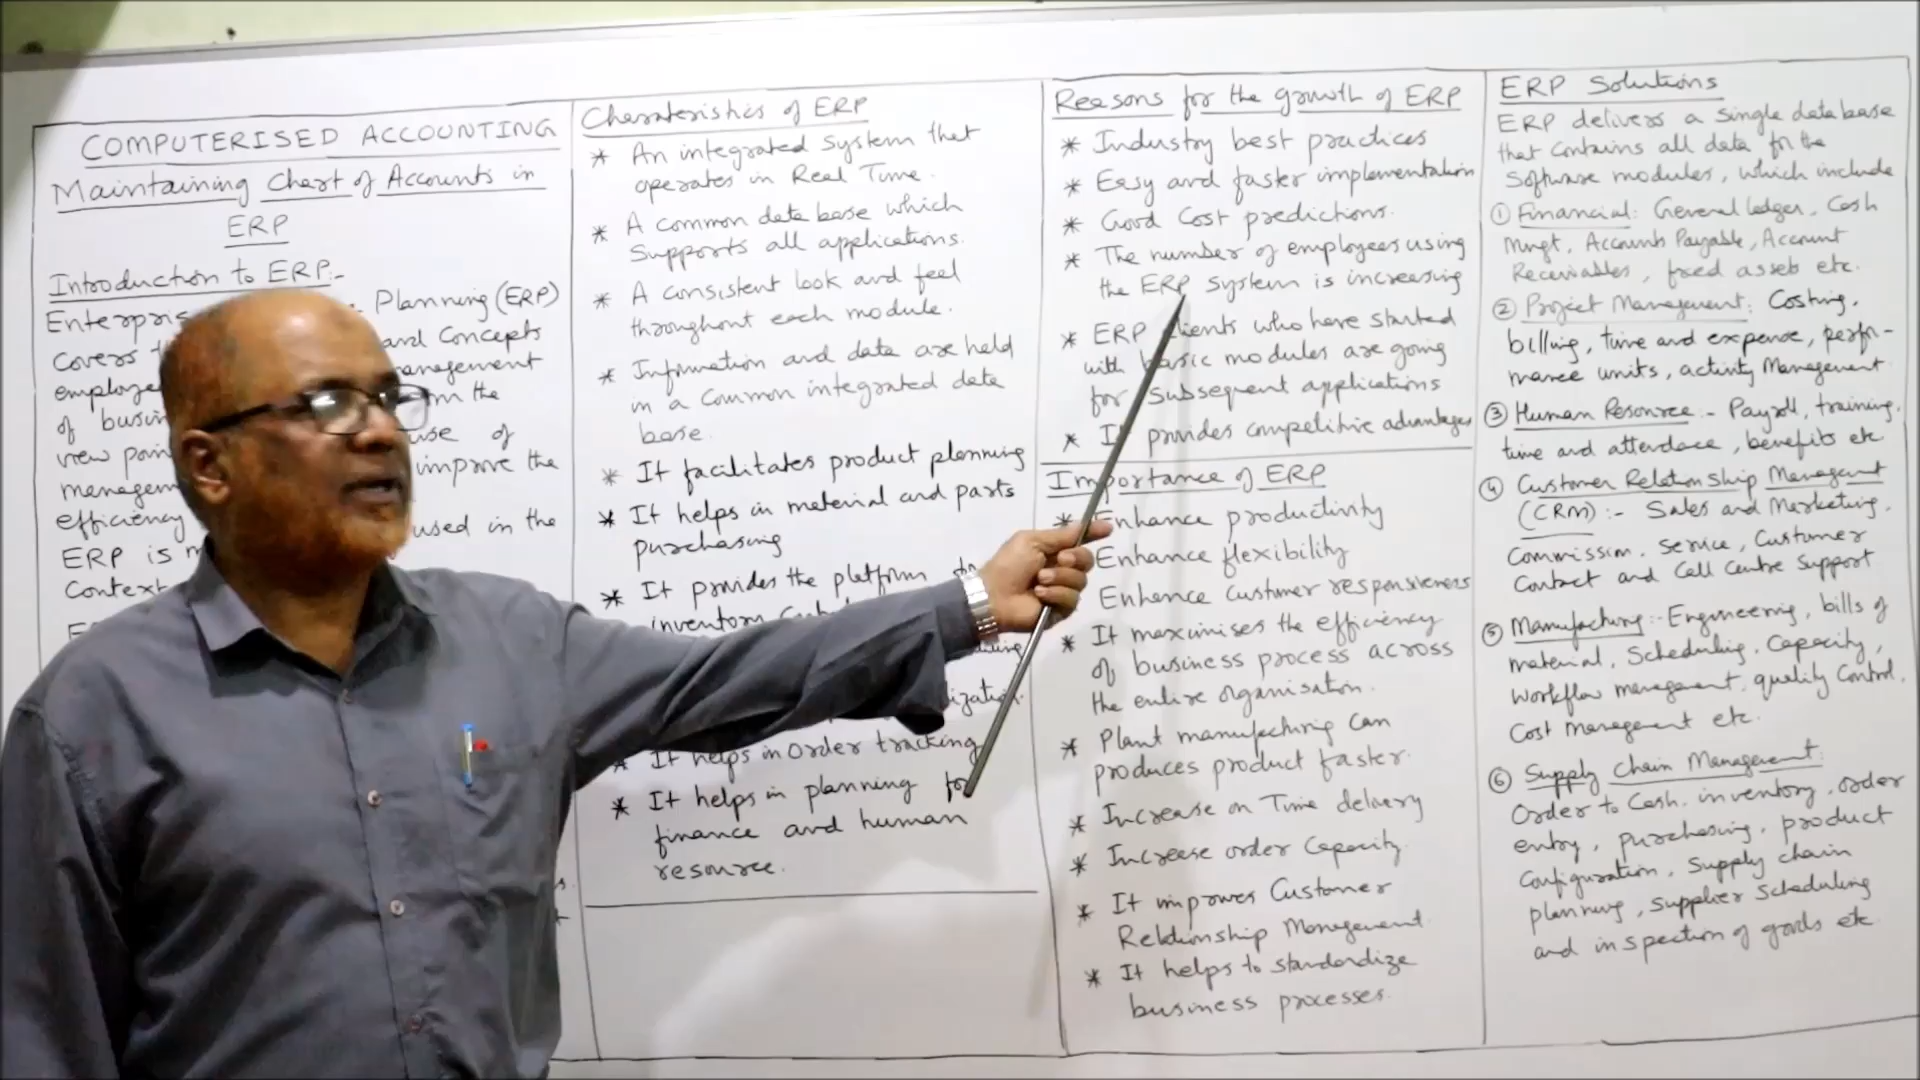 COMPUTERISED ACCOUNTING
Maintaining Chart of Accounts in
ERP
Introduction to ERP:-
Planning (ERP)
covers and Concepts
anagement
of the
view use of
improve the
efficiency used in the
ERP is
Context
Charateristics of ERP
* An integrated System that
operates in Real Time.
* A common data base which
Supports all applications.
* A consistent look and feel
throughout each module.
* Information and data are held
in a Common integrated data
base.
* It facilitates product planning
* It helps in material and parts
purchasing
* It provides the platform for
inventory
* It helps in order tracking
* It helps in planning for
finance and human
resource.
Reasons for the growth of ERP
* Industry best practices
* Easy and faster implementation
* Good Cost predictions.
* The number of employees using
the ERP System is increasing
* ERP clients who have started
with basic modules are going
for subsequent applications
* It provides competitive advantages
Importance of ERP
* Enhance productivity
Enhance flexibility
Enhance customer responsiveness
* It maximises the efficiency
of business process across
the entire organisation.
* Plant manufacturing can
produces product faster.
* Increase on Time delivery
* Increase order Capacity.
* It improves Customer
Relationship Management
* It helps to standardize
business processes.
ERP Solutions
ERP delivers a single database
that contains all data for the
Software modules, which include
① Financial: General ledger, Cash
Mngt, Accounts Payable, Account
Receivables, fixed assets etc.
② Project Management: Costing,
billing, time and expense, perfor-
mance units, activity Management
③ Human Resource - Payroll, training,
time and attendace, benefits etc
④ Customer Relationship Managemt
(CRM):- Sales and Marketing,
Commission, Service, Customer
Contact and Cell Centre support
⑤ Manufacturing:- Engineering, bills of
material, Scheduling, Capacity,
Workflow management, quality Control,
Cost management etc.
⑥ Supply Chain Management:
Order to Cash, inventory, order
entry, purchasing, product
Configuration, Supply chain
planning, supplier scheduling
and inspection of goods etc